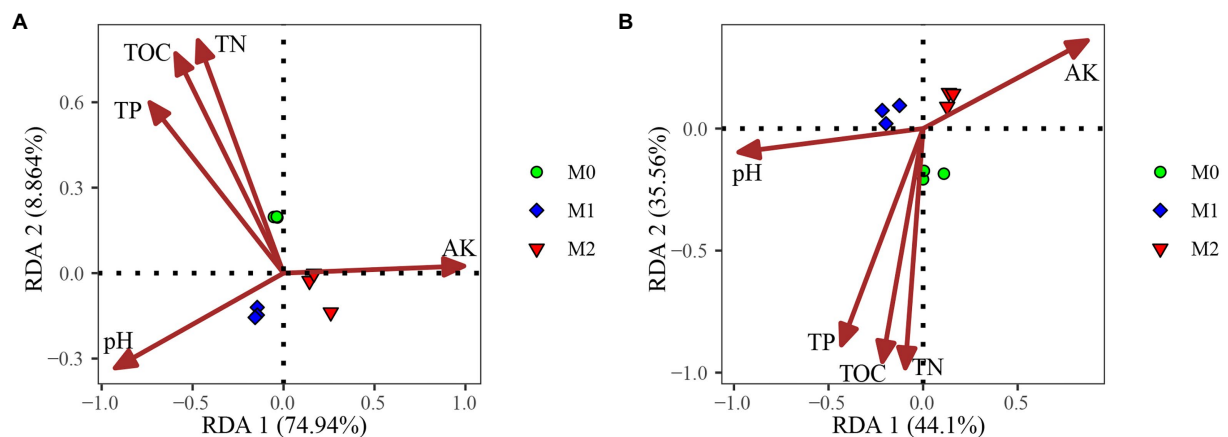 A
TOC
TN
TP
AK
pH
0.6
0.3
0.0
−0.3
RDA 2 (8.864%)
−1.0
−0.5
0.0
0.5
1.0
RDA 1 (74.94%)
M0
M1
M2
B
AK
pH
TP
TOC
TN
0.0
−0.5
−1.0
RDA 2 (35.56%)
−1.0
−0.5
0.0
0.5
RDA 1 (44.1%)
M0
M1
M2